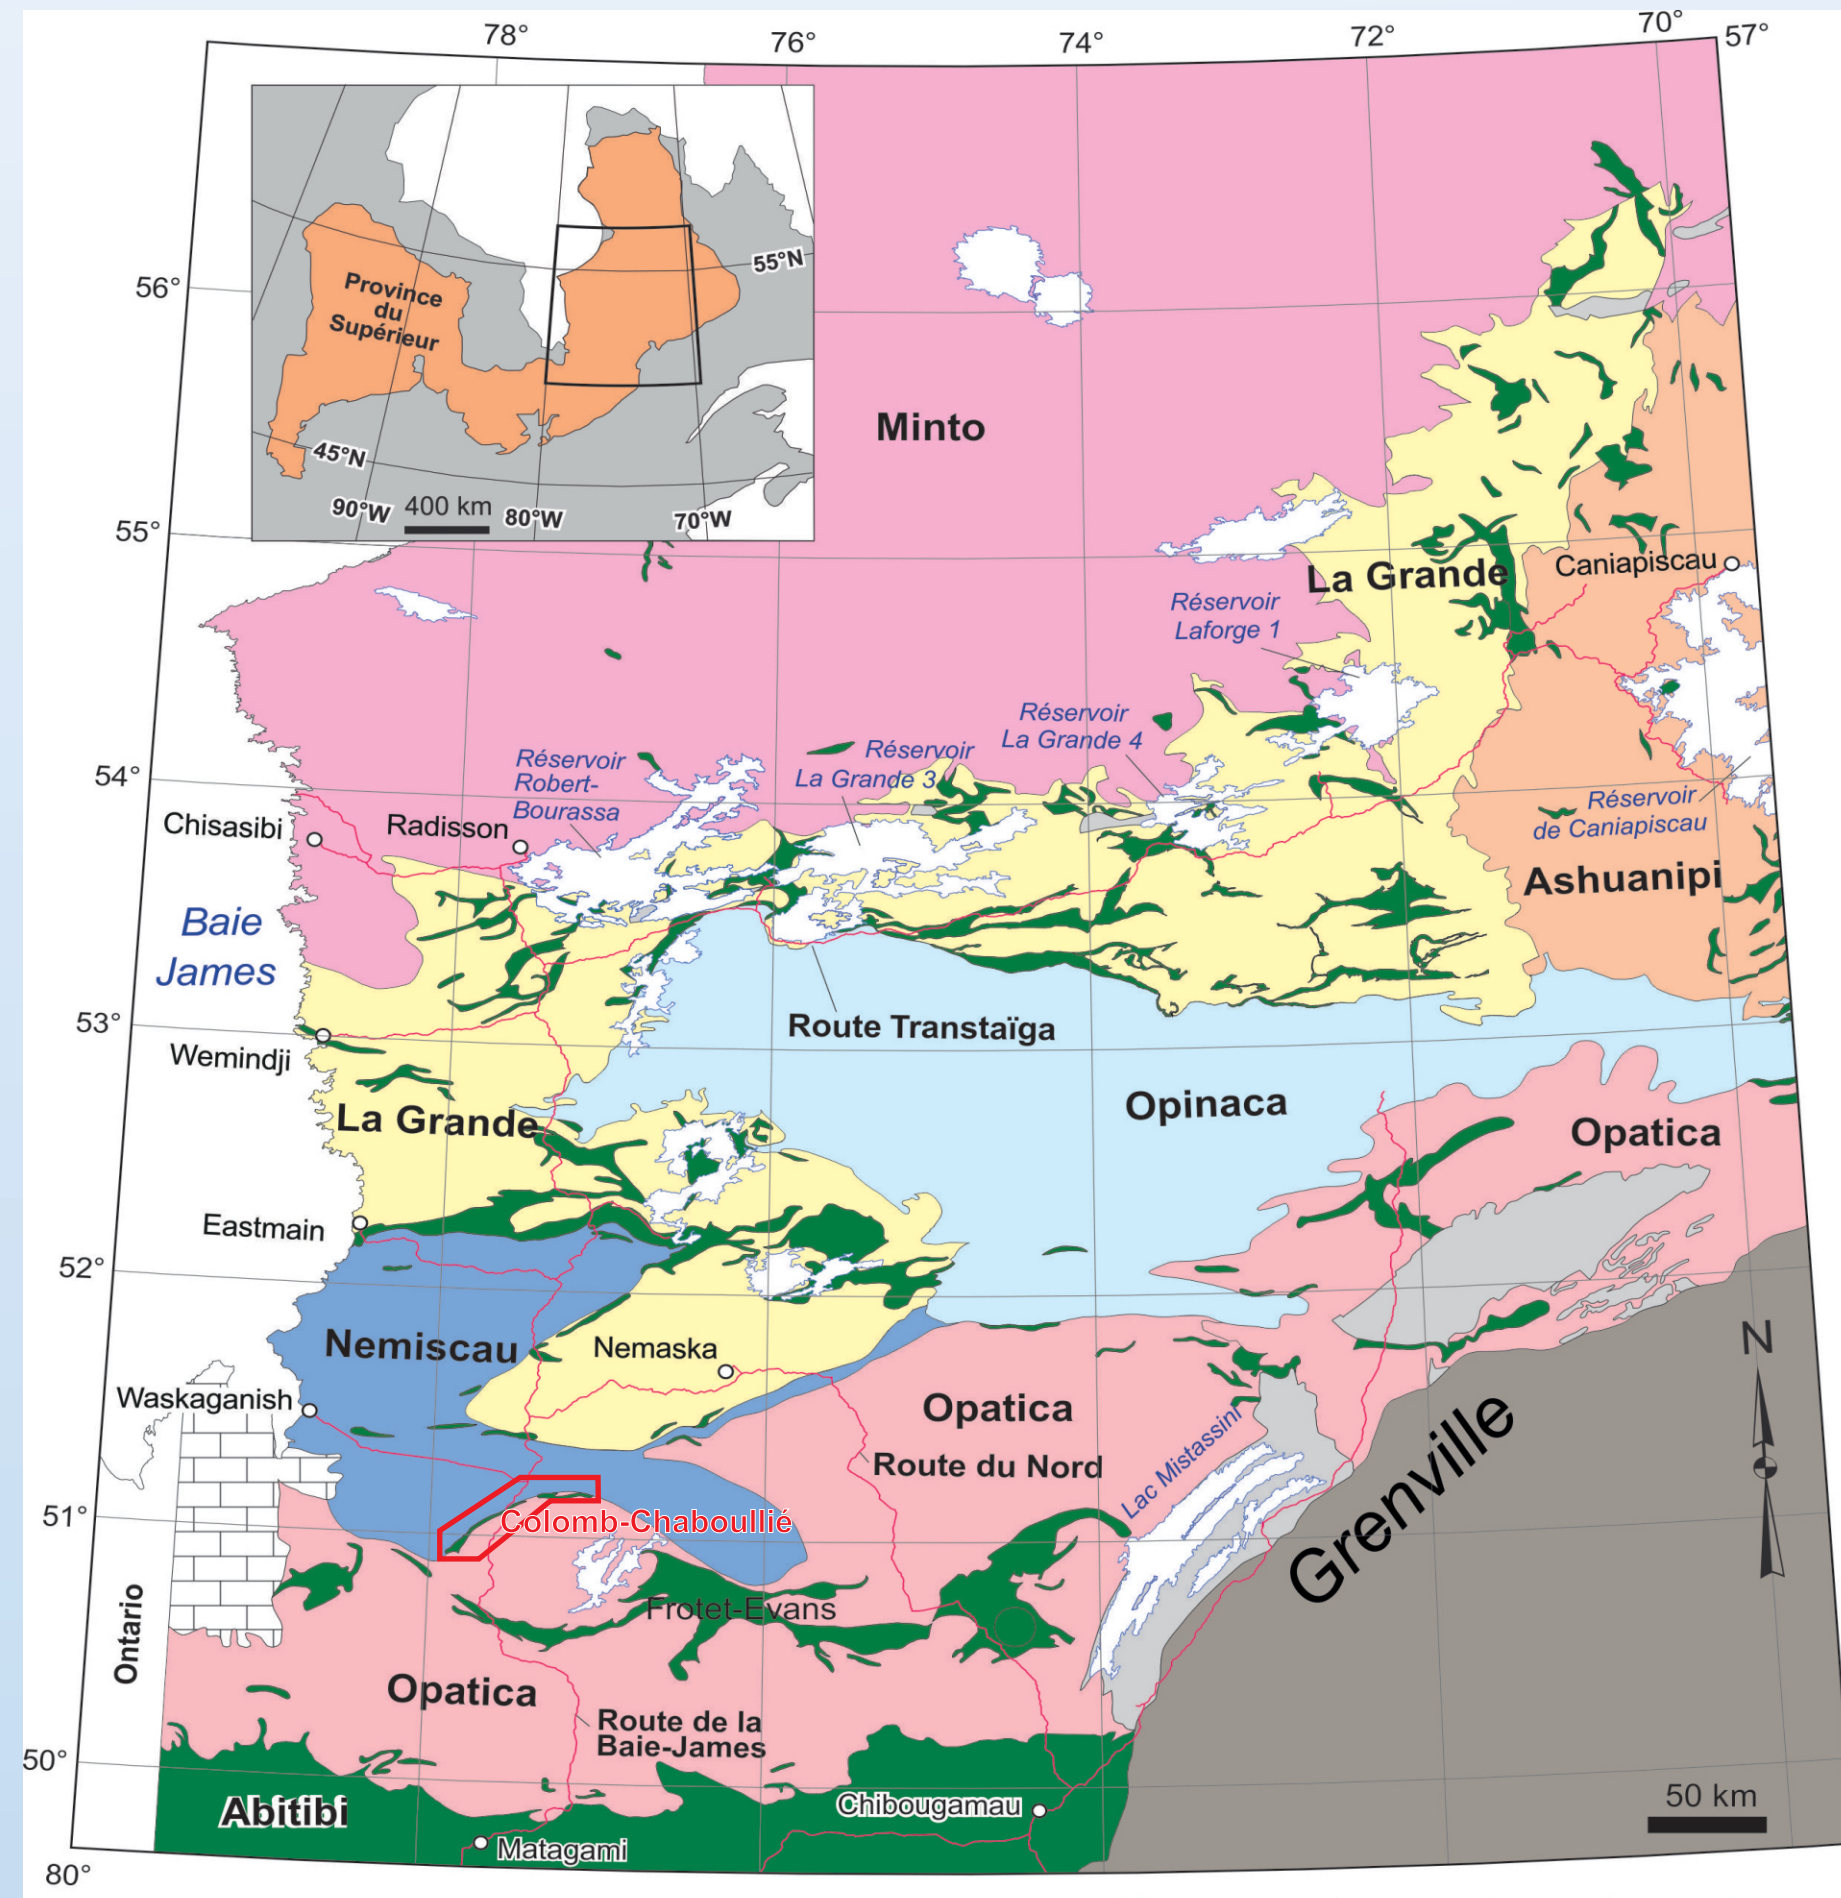 78°
76°
74°
72°
70°
57°
Province
du
Supérieur
55°N
45°N
90°W
400 km
80°W
70°W
56°
Minto
55°
La Grande
Caniapiscau
Réservoir
Laforge 1
Réservoir
La Grande 4
Réservoir
La Grande 3
Réservoir
Robert-
Bourassa
54°
Chisasibi
Radisson
Réservoir
de Caniapiscau
Ashuanipi
Baie
James
53°
Route Transtaïga
Wemindji
La Grande
Opinaca
Opatica
Eastmain
52°
Nemiscau
Nemaska
N
Waskaganish
Opatica
Lac Mistassini
Route du Nord
Grenville
51°
Colomb-Chaboullié
Ontario
Frotet-Evans
Opatica
Route de la
Baie-James
50°
50 km
Abitibi
Chibougamau
Matagami
80°